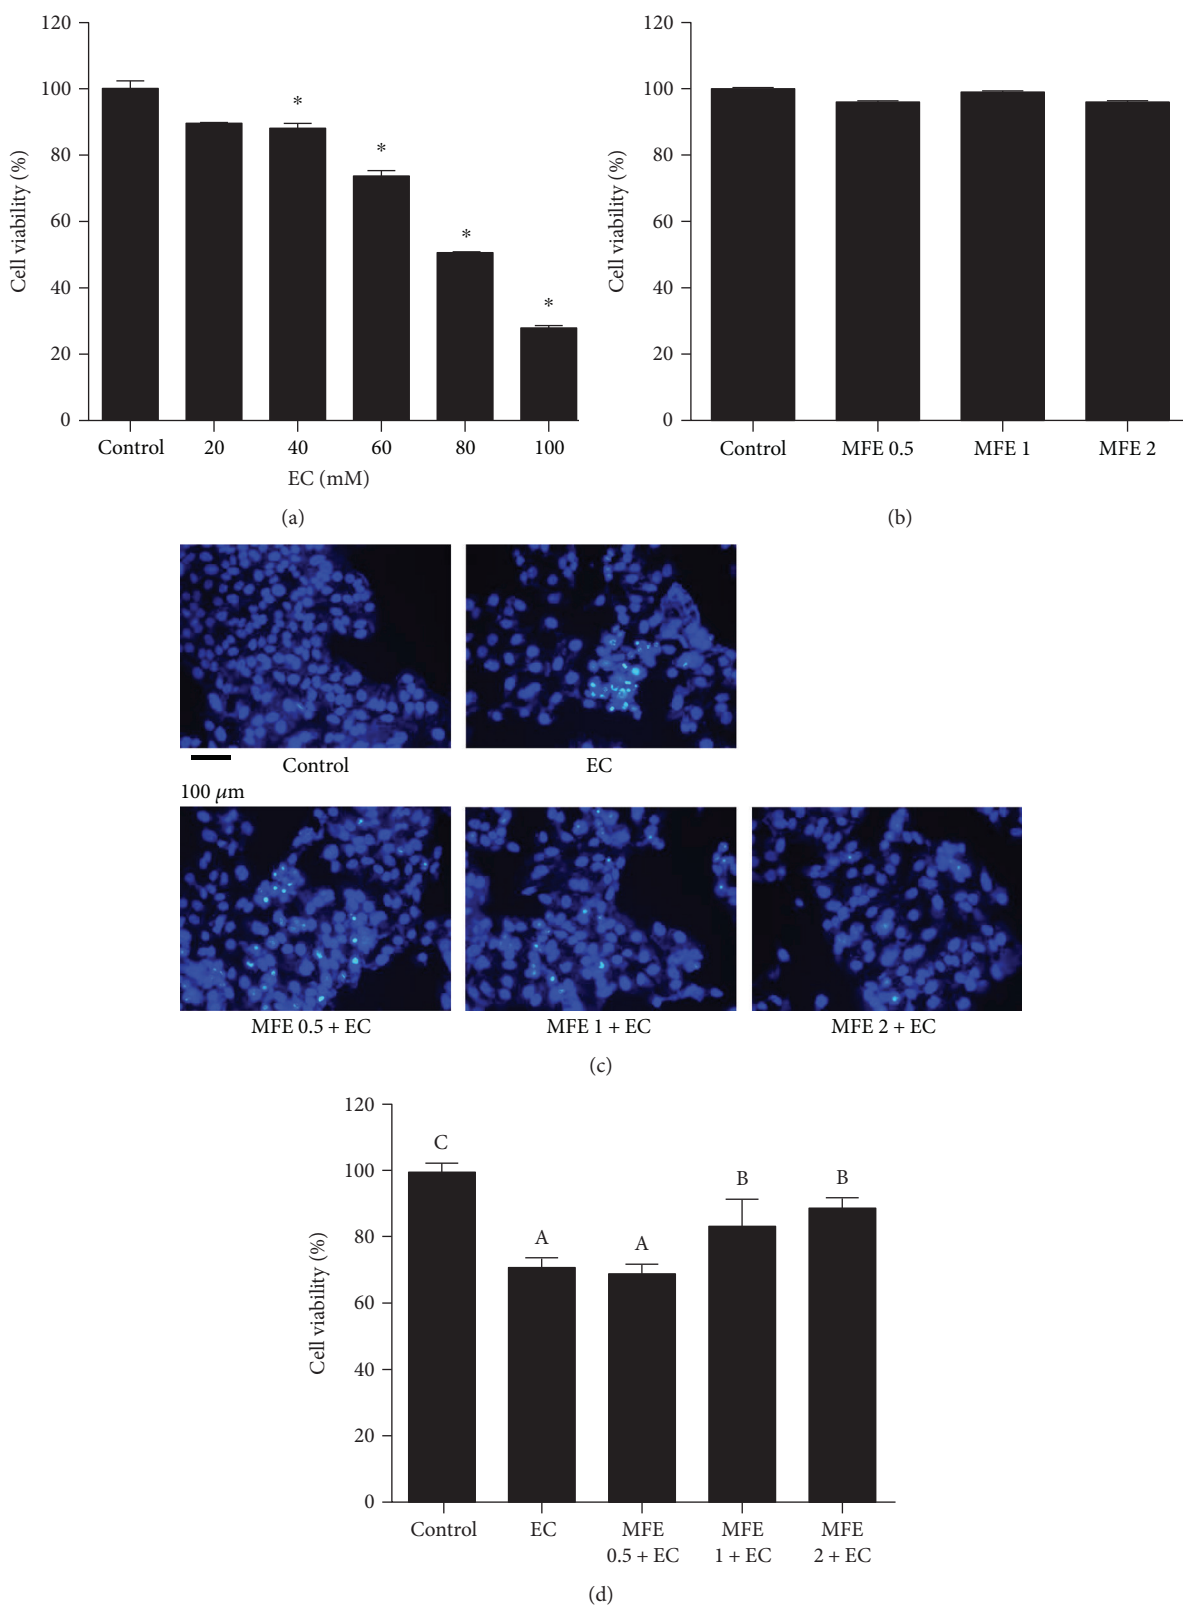 120
100
80
60
40
20
0
Cell viability (%)
*
*
*
*
Control 20 40 60 80 100
EC (mM)
(a)
120
100
80
60
40
20
0
Cell viability (%)
Control MFE 0.5 MFE 1 MFE 2
(b)
Control EC
100 μm
MFE 0.5 + EC MFE 1 + EC MFE 2 + EC
(c)
120
100
80
60
40
20
0
Cell viability (%)
C
A
A
B
B
Control EC MFE MFE MFE
0.5 + EC 1 + EC 2 + EC
(d)